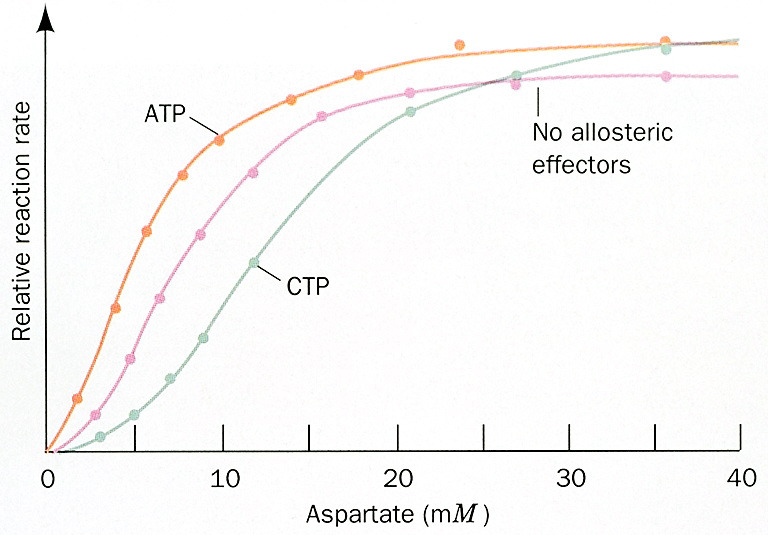 Relative reaction rate
ATP
No allosteric
effectors
CTP
0
10
20
30
40
Aspartate (mM)